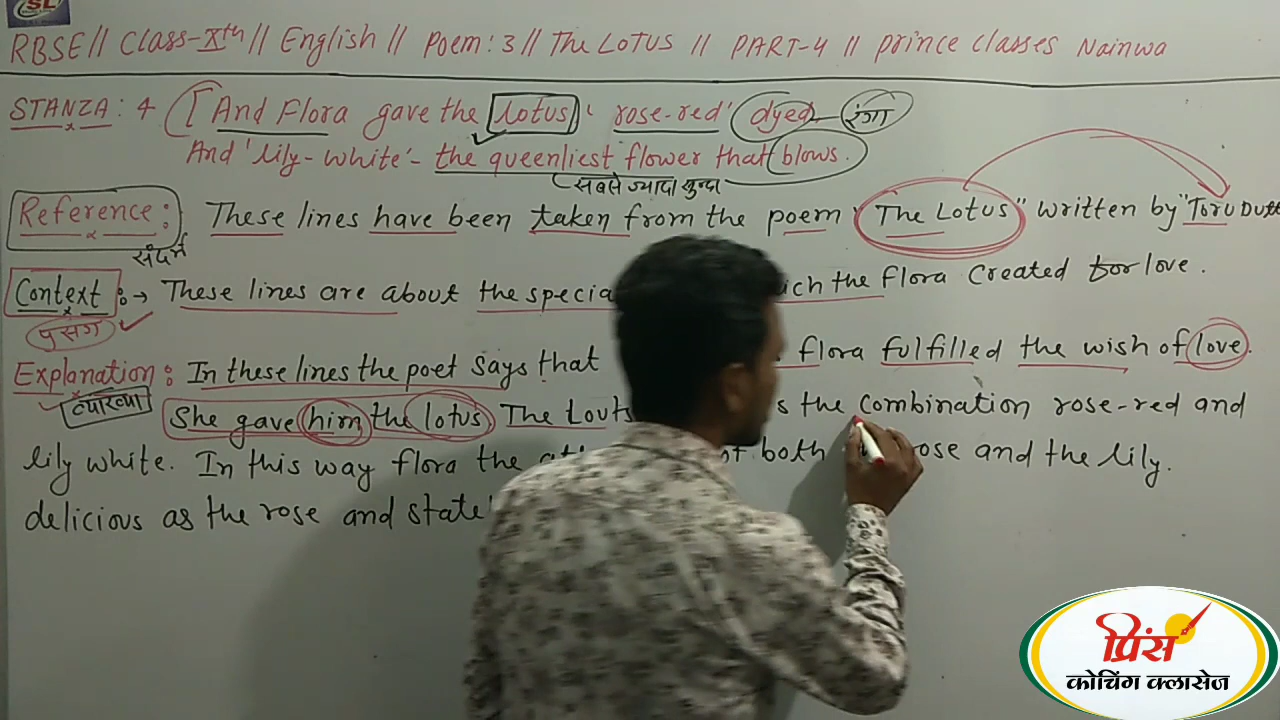 SL
RBSE // Class-Xth // English // Poem: 3 // The LOTUS // PART-4 // Prince Classes Nainwa
STANZA: 4 [And Flora gave the lotus ' rose-red' dyed रंगा
And 'lily-white'- the queenliest flower that blows.
सबसे ज्यादा सुन्दर
Reference: These lines have been taken from the poem "The Lotus" written by "Toru Dutt
संदर्भ
Context :→ These lines are about the specia ich the flora created for love.
प्रसंग
Explanation: In these lines the poet says that flora fulfilled the wish of love.
व्याख्या She gave him the lotus The Louts s the combination rose-red and
lily white. In this way flora the both ose and the lily.
delicious as the rose and state
प्रिंस
कोचिंग क्लासेज